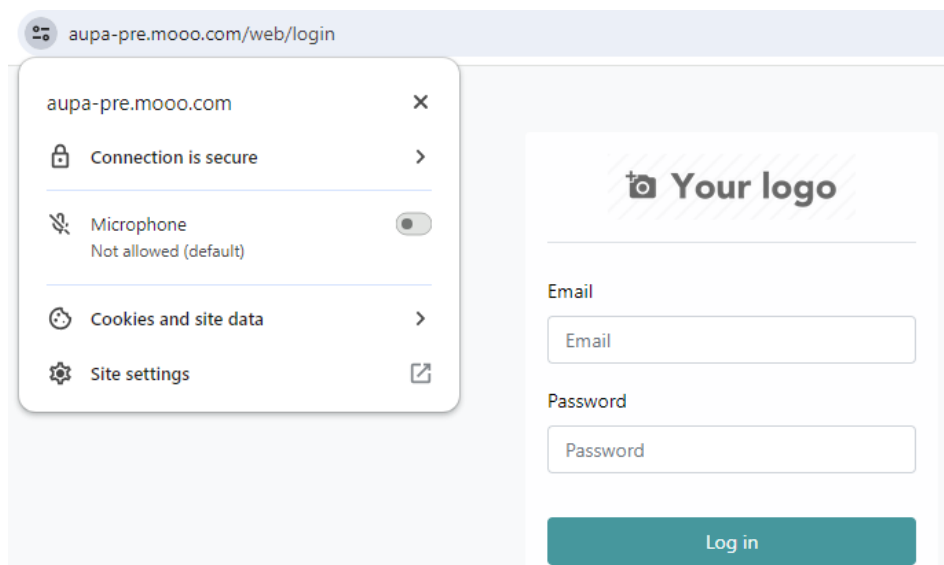 aupa-pre.mooo.com/web/login
aupa-pre.mooo.com
Connection is secure
Microphone
Not allowed (default)
Cookies and site data
Site settings
Your logo
Email
Email
Password
Password
Log in